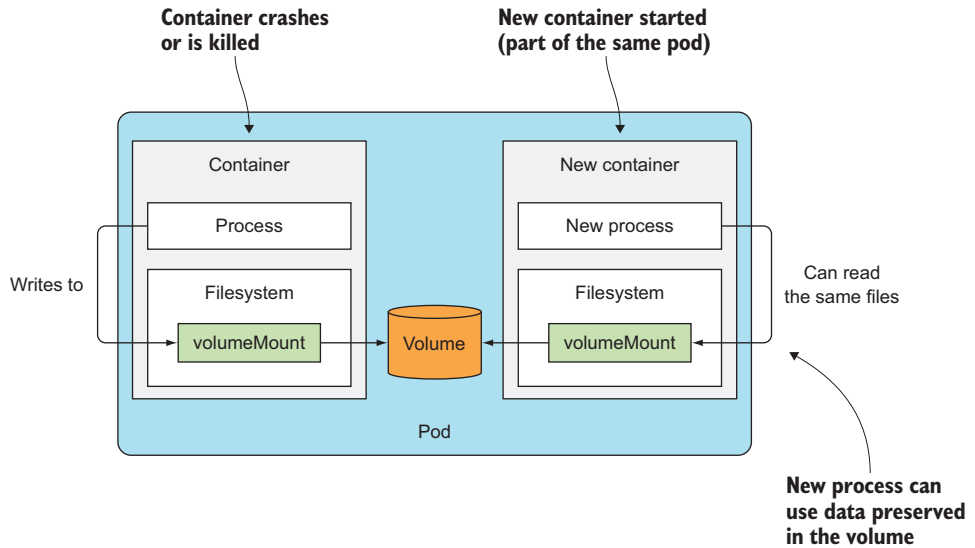 Container crashes
or is killed
New container started
(part of the same pod)
Container
New container
Process
New process
Writes to
Can read
the same files
Filesystem
Filesystem
volumeMount
Volume
volumeMount
Pod
New process can
use data preserved
in the volume